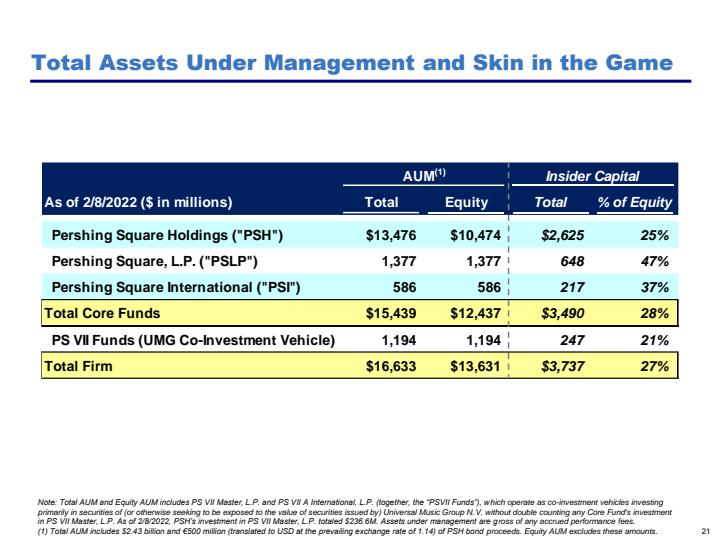 Total Assets Under Management and Skin in the Game
AUM(1) Insider Capital
As of 2/8/2022 ($ in millions) Total Equity Total % of Equity
Pershing Square Holdings ("PSH") $13,476 $10,474 $2,625 25%
Pershing Square, L.P. ("PSLP") 1,377 1,377 648 47%
Pershing Square International ("PSI") 586 586 217 37%
Total Core Funds $15,439 $12,437 $3,490 28%
PS VII Funds (UMG Co-Investment Vehicle) 1,194 1,194 247 21%
Total Firm $16,633 $13,631 $3,737 27%
Note: Total AUM and Equity AUM includes PS VII Master, L.P. and PS VII A International, L.P. (together, the “PSVII Funds”), which operate as co-investment vehicles investing
primarily in securities of (or otherwise seeking to be exposed to the value of securities issued by) Universal Music Group N.V. without double counting any Core Fund's investment
in PS VII Master, L.P. As of 2/8/2022, PSH's investment in PS VII Master, L.P. totaled $236.6M. Assets under management are gross of any accrued performance fees.
(1) Total AUM includes $2.43 billion and €500 million (translated to USD at the prevailing exchange rate of 1.14) of PSH bond proceeds. Equity AUM excludes these amounts.
21